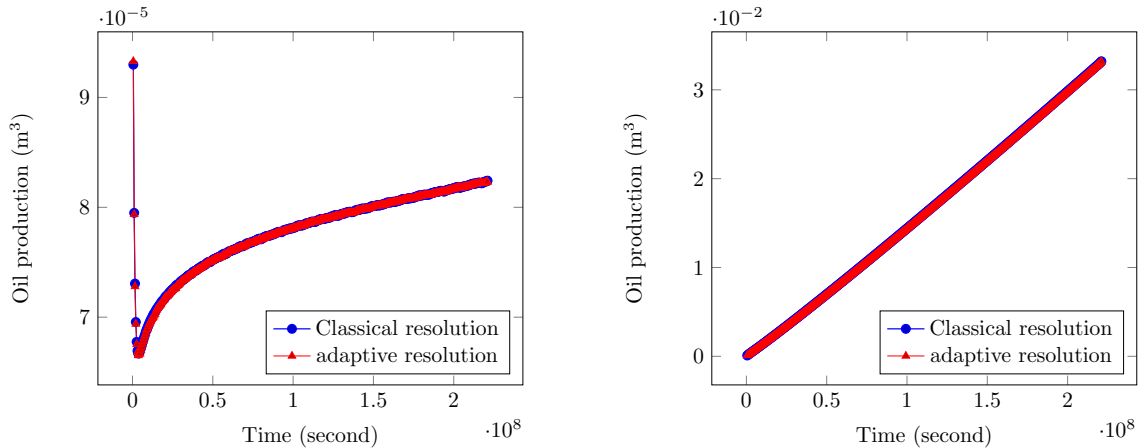 ·10⁻⁵
9
8
7
Oil production (m³)
Classical resolution
adaptive resolution
0 0.5 1 1.5 2
Time (second)
·10⁸
·10⁻²
3
2
1
0
Oil production (m³)
Classical resolution
adaptive resolution
0 0.5 1 1.5 2
Time (second)
·10⁸